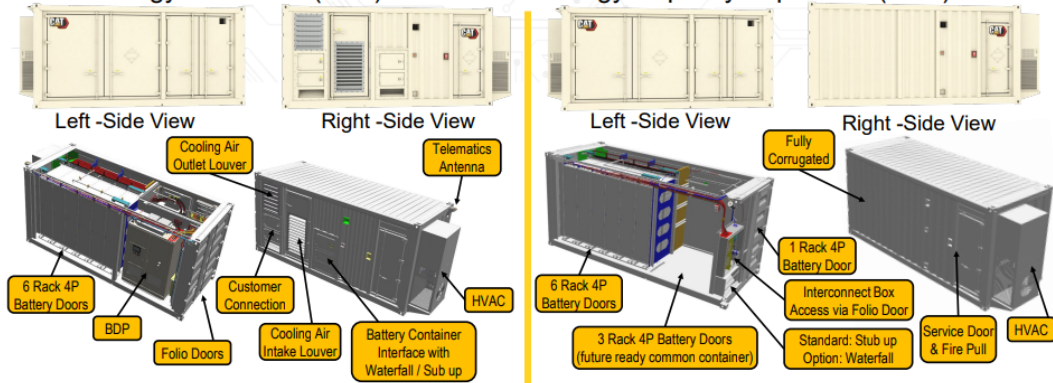 CAT
CAT
CAT
CAT
Left -Side View
Right -Side View
Left -Side View
Right -Side View
Cooling Air
Outlet Louver
Telematics
Antenna
6 Rack 4P
Battery Doors
BDP
Folio Doors
Customer
Connection
Cooling Air
Intake Louver
Battery Container
Interface with
Waterfall / Sub up
HVAC
Fully
Corrugated
1 Rack 4P
Battery Door
6 Rack 4P
Battery Doors
Interconnect Box
Access via Folio Door
3 Rack 4P Battery Doors
(future ready common container)
Standard: Stub up
Option: Waterfall
Service Door
& Fire Pull
HVAC